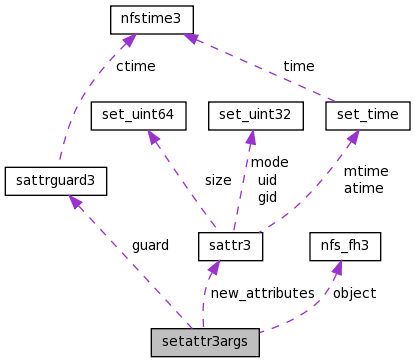 nfstime3
ctime
time
set_uint64
set_uint32
set_time
sattrguard3
size
mode
uid
gid
mtime
atime
guard
sattr3
nfs_fh3
new_attributes
object
setattr3args